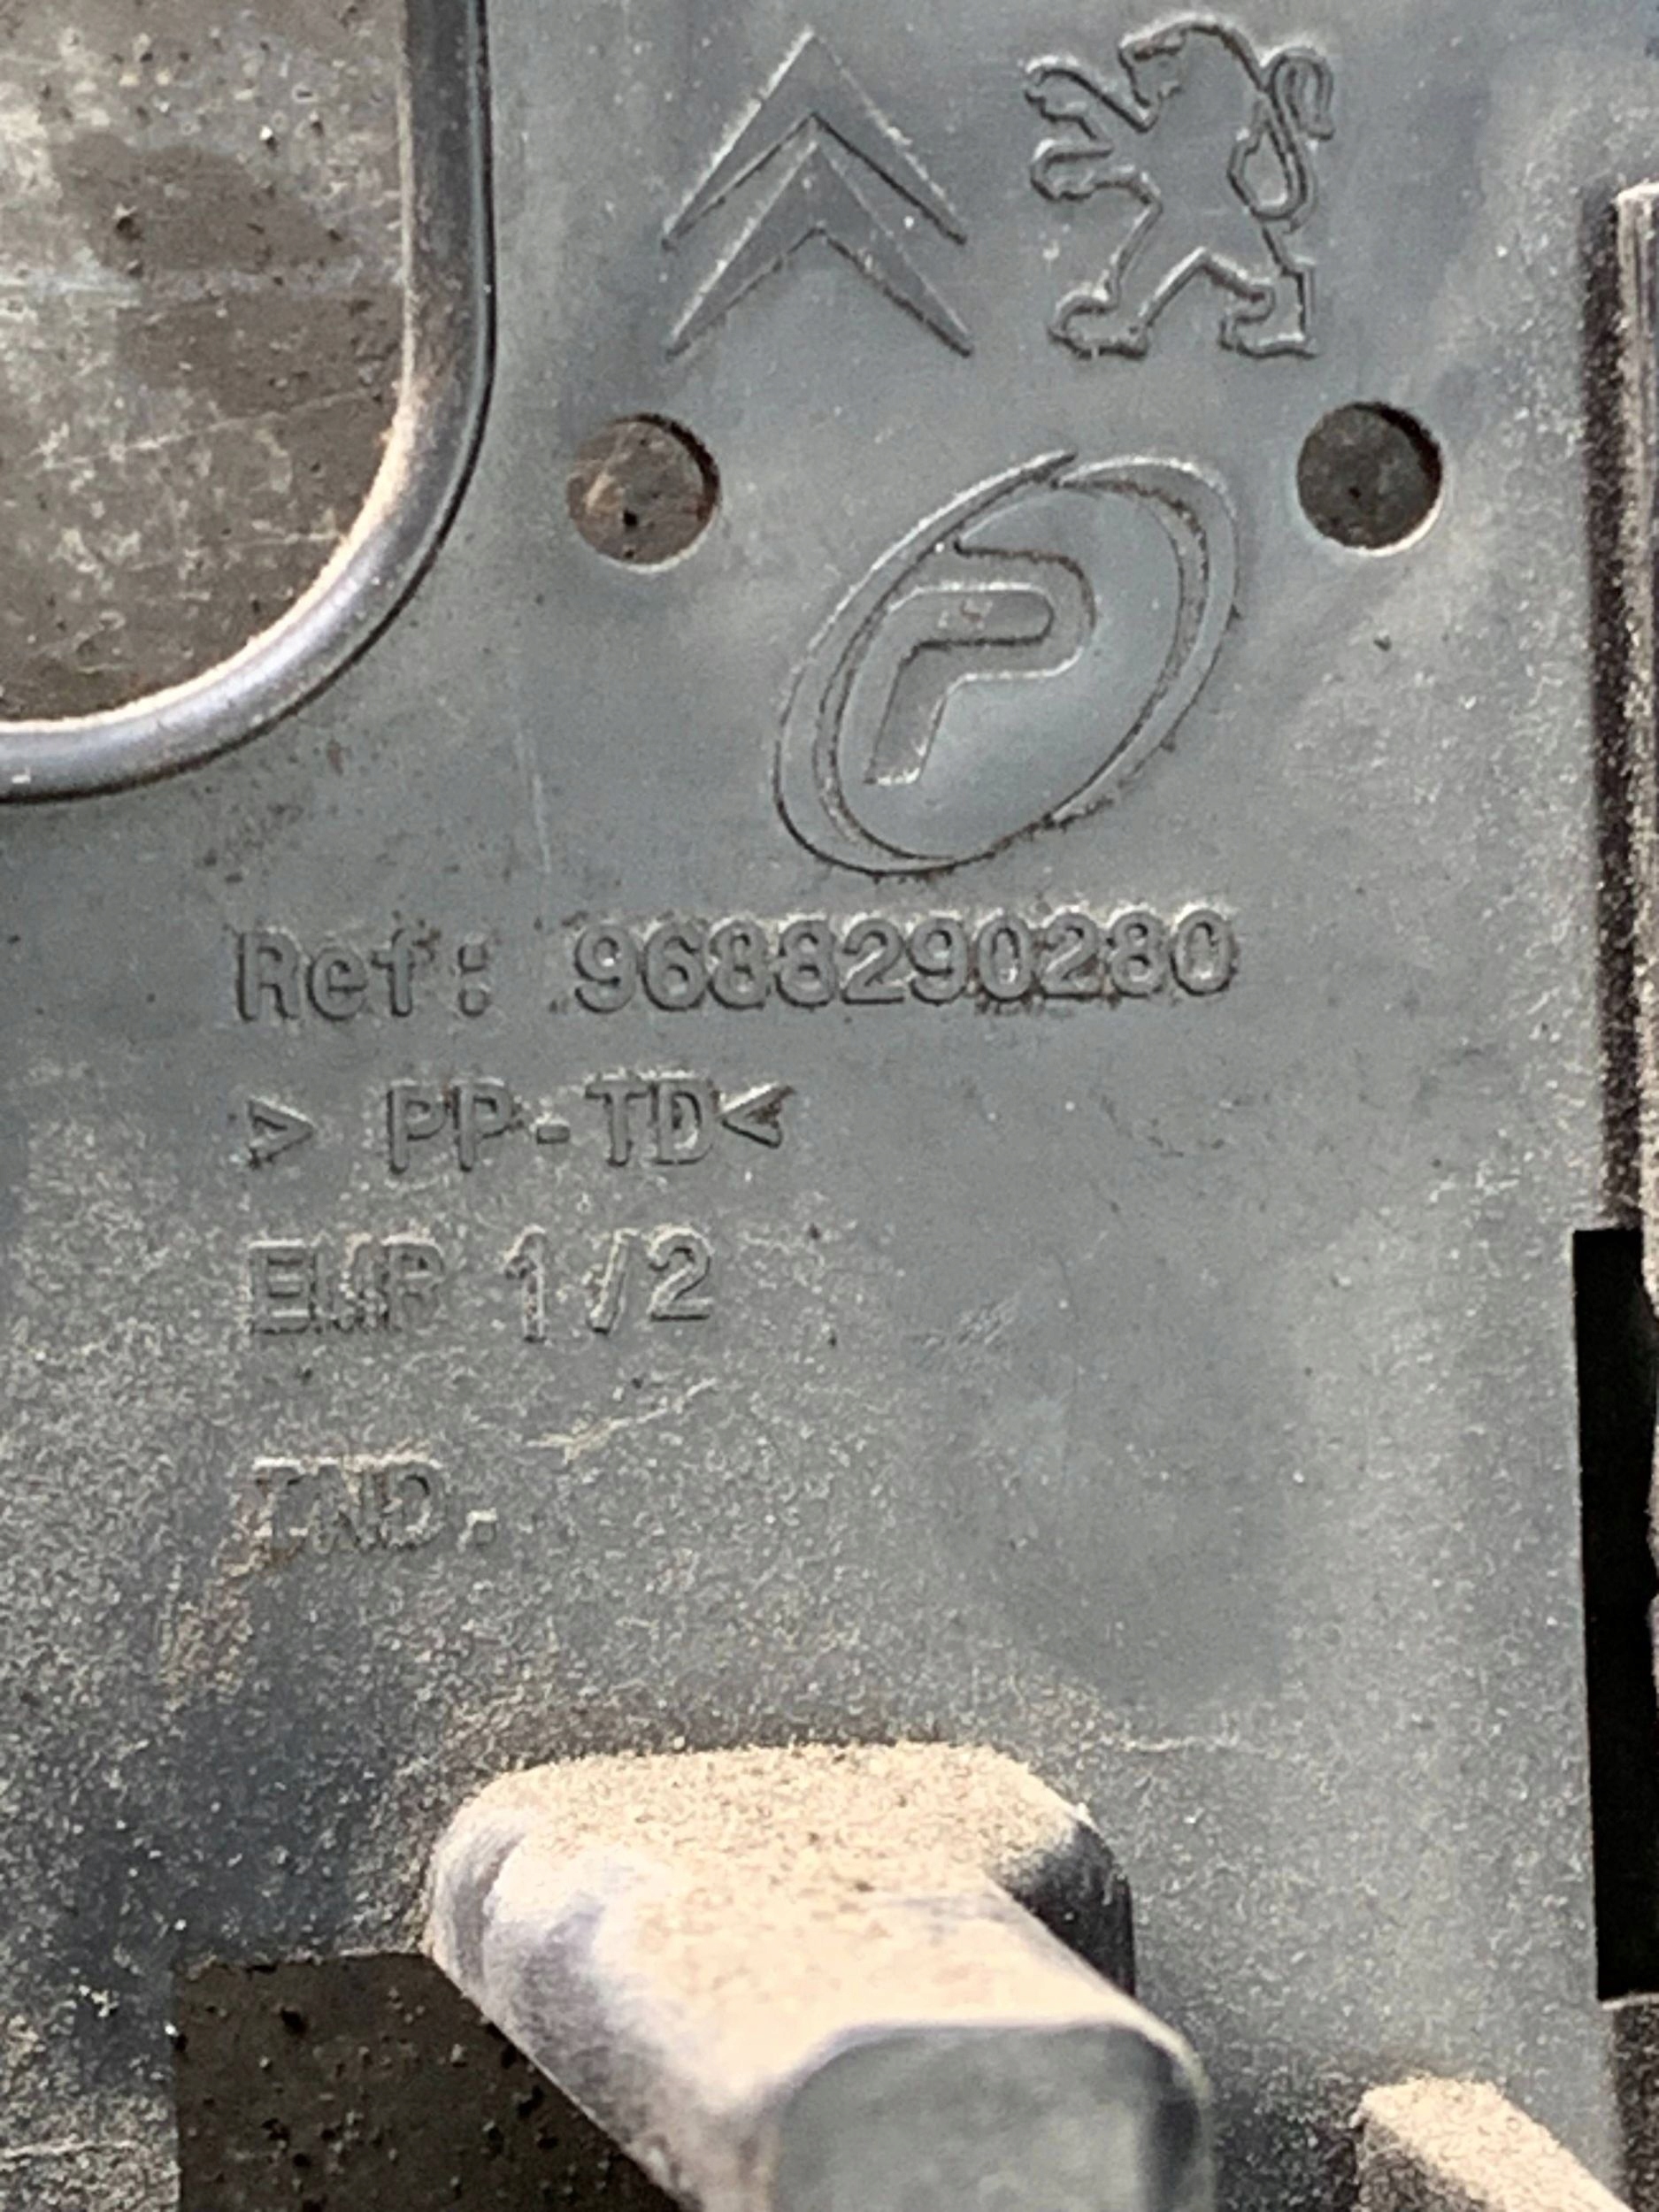 P
Ref: 9688290280
> PP-TD<
EMP 1/2
IND.